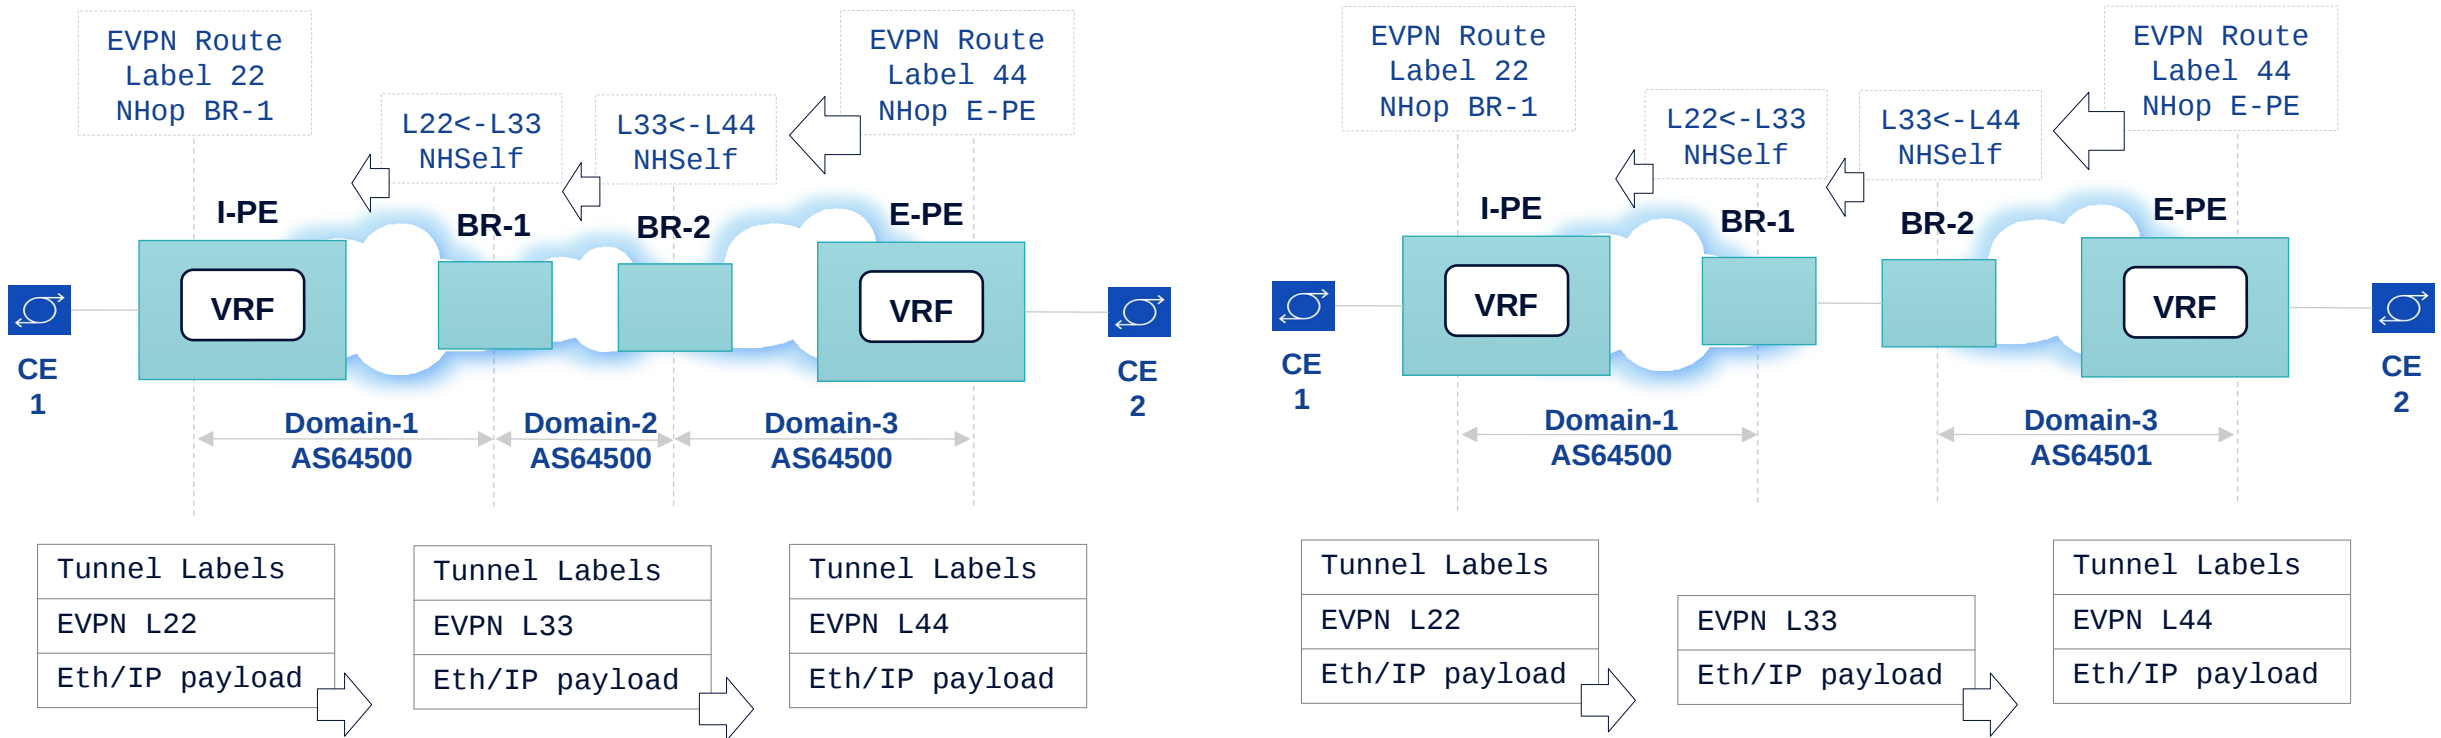 EVPN Route
Label 22
NHop BR-1
L22<-L33
NHSelf
L33<-L44
NHSelf
EVPN Route
Label 44
NHop E-PE
I-PE
BR-1
BR-2
E-PE
VRF
VRF
CE
1
CE
2
Domain-1
AS64500
Domain-2
AS64500
Domain-3
AS64500
Tunnel Labels
EVPN L22
Eth/IP payload
Tunnel Labels
EVPN L33
Eth/IP payload
Tunnel Labels
EVPN L44
Eth/IP payload
EVPN Route
Label 22
NHop BR-1
L22<-L33
NHSelf
L33<-L44
NHSelf
EVPN Route
Label 44
NHop E-PE
I-PE
BR-1
BR-2
E-PE
VRF
VRF
CE
1
CE
2
Domain-1
AS64500
Domain-3
AS64501
Tunnel Labels
EVPN L22
Eth/IP payload
EVPN L33
Eth/IP payload
Tunnel Labels
EVPN L44
Eth/IP payload